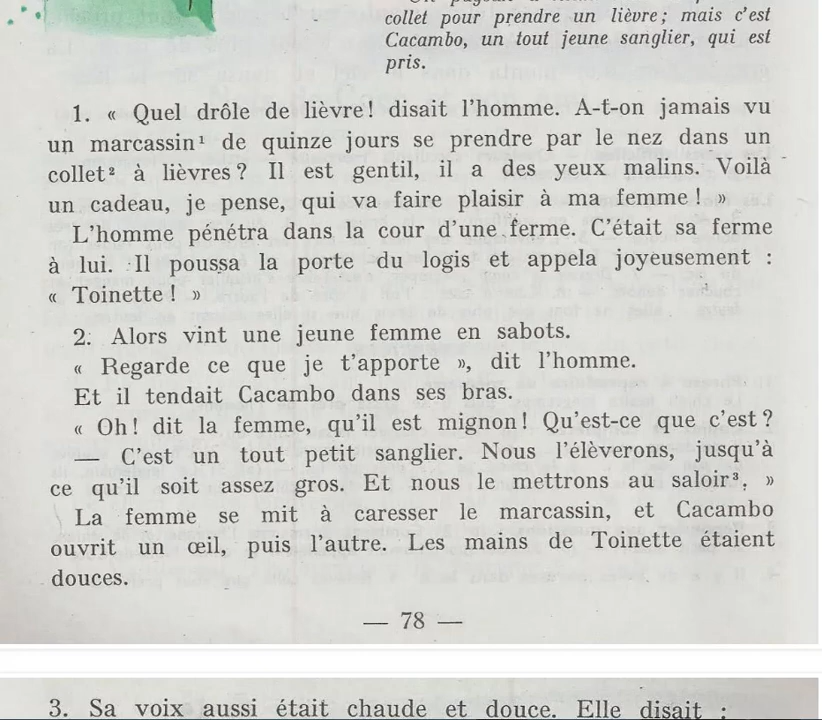 collet pour prendre un lièvre; mais c'est
Cacambo, un tout jeune sanglier, qui est
pris.
1. « Quel drôle de lièvre! disait l'homme. A-t-on jamais vu
un marcassin¹ de quinze jours se prendre par le nez dans un
collet² à lièvres? Il est gentil, il a des yeux malins. Voilà
un cadeau, je pense, qui va faire plaisir à ma femme! »
L'homme pénétra dans la cour d'une ferme. C'était sa ferme
à lui. Il poussa la porte du logis et appela joyeusement :
« Toinette! »
2. Alors vint une jeune femme en sabots.
« Regarde ce que je t'apporte », dit l'homme.
Et il tendait Cacambo dans ses bras.
« Oh! dit la femme, qu'il est mignon! Qu'est-ce que c'est?
— C'est un tout petit sanglier. Nous l'élèverons, jusqu'à
ce qu'il soit assez gros. Et nous le mettrons au saloir³. »
La femme se mit à caresser le marcassin, et Cacambo
ouvrit un œil, puis l'autre. Les mains de Toinette étaient
douces.
— 78 —
3. Sa voix aussi était chaude et douce. Elle disait :